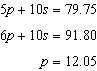 5p + 10s = 79.75
6p + 10s = 91.80
p = 12.05